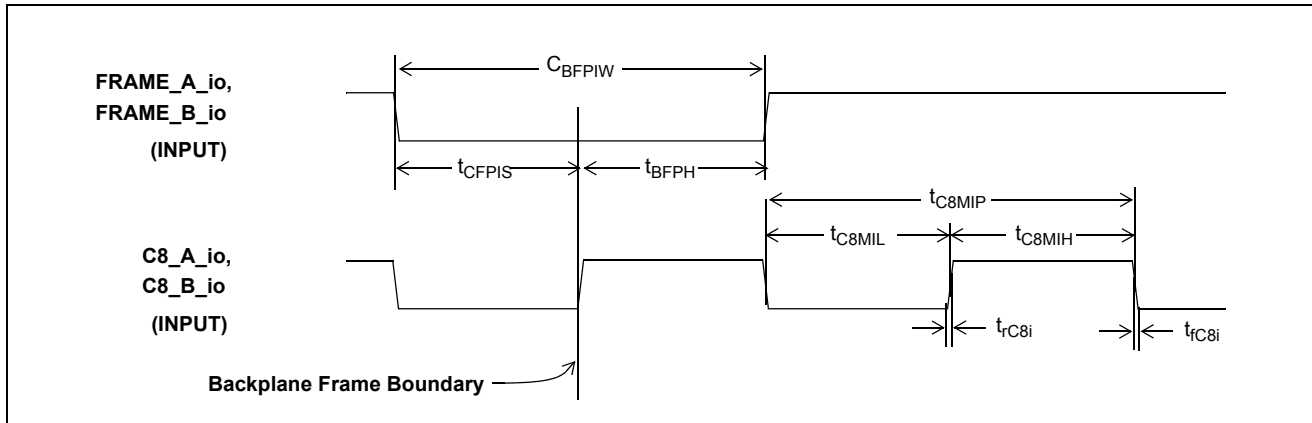 C_BFPIW
FRAME_A_io,
FRAME_B_io
(INPUT)
t_CFPIS
t_BFPH
t_C8MIP
t_C8MIL
t_C8MIH
C8_A_io,
C8_B_io
(INPUT)
t_rC8i
t_fC8i
Backplane Frame Boundary